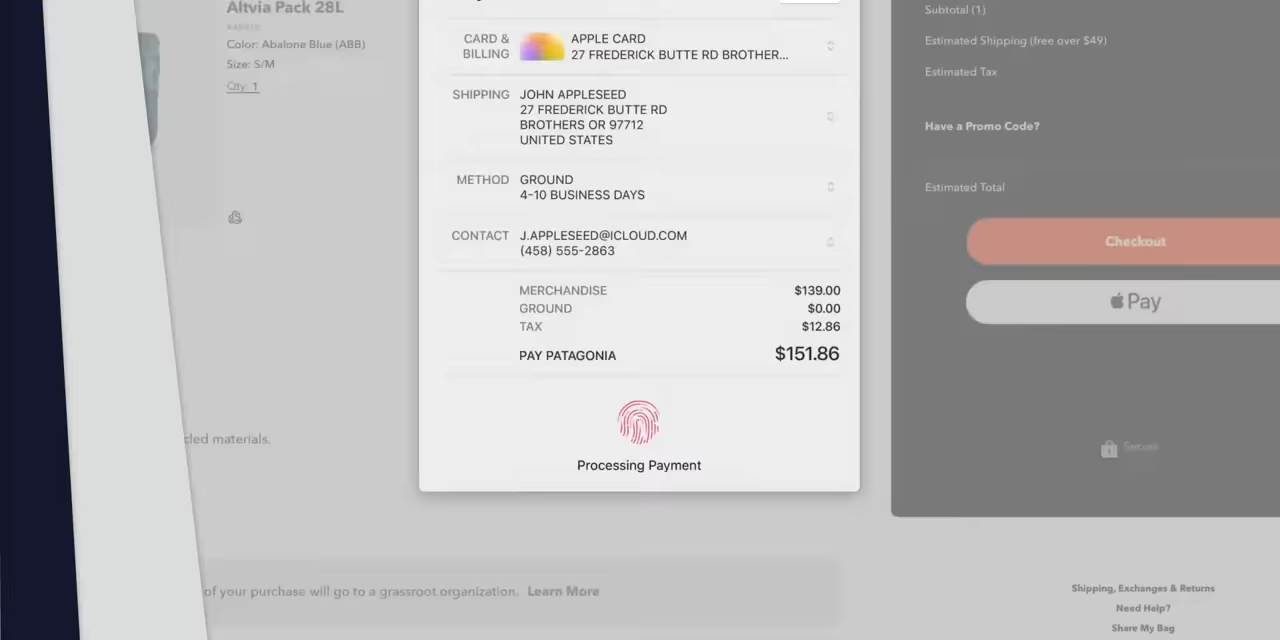 Altvia Pack 28L
Color: Abalone Blue (ABB)
Size: S/M
Qty: 1
CARD & BILLING
APPLE CARD
27 FREDERICK BUTTE RD BROTHER...
SHIPPING
JOHN APPLESEED
27 FREDERICK BUTTE RD
BROTHERS OR 97712
UNITED STATES
METHOD
GROUND
4-10 BUSINESS DAYS
CONTACT
J.APPLESEED@ICLOUD.COM
(458) 555-2863
MERCHANDISE $139.00
GROUND $0.00
TAX $12.86
PAY PATAGONIA $151.86
Processing Payment
Subtotal (1)
Estimated Shipping (free over $49)
Estimated Tax
Have a Promo Code?
Estimated Total
Checkout
Pay
Secure
cled materials.
of your purchase will go to a grassroot organization. Learn More
Shipping, Exchanges & Returns
Need Help?
Share My Bag